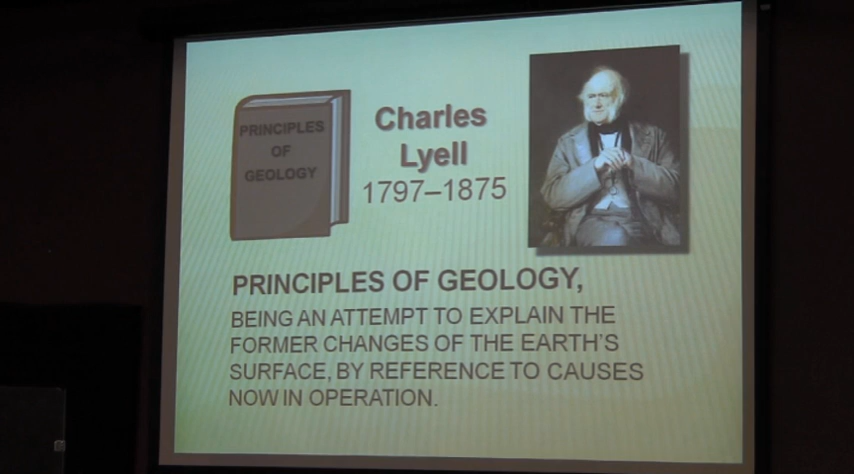 PRINCIPLES
OF
GEOLOGY
Charles
Lyell
1797–1875
PRINCIPLES OF GEOLOGY,
BEING AN ATTEMPT TO EXPLAIN THE
FORMER CHANGES OF THE EARTH'S
SURFACE, BY REFERENCE TO CAUSES
NOW IN OPERATION.